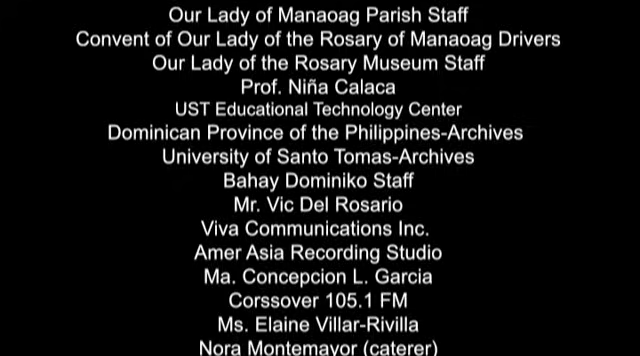 Our Lady of Manaoag Parish Staff
Convent of Our Lady of the Rosary of Manaoag Drivers
Our Lady of the Rosary Museum Staff
Prof. Niña Calaca
UST Educational Technology Center
Dominican Province of the Philippines-Archives
University of Santo Tomas-Archives
Bahay Dominiko Staff
Mr. Vic Del Rosario
Viva Communications Inc.
Amer Asia Recording Studio
Ma. Concepcion L. Garcia
Corssover 105.1 FM
Ms. Elaine Villar-Rivilla
Nora Montemayor (caterer)